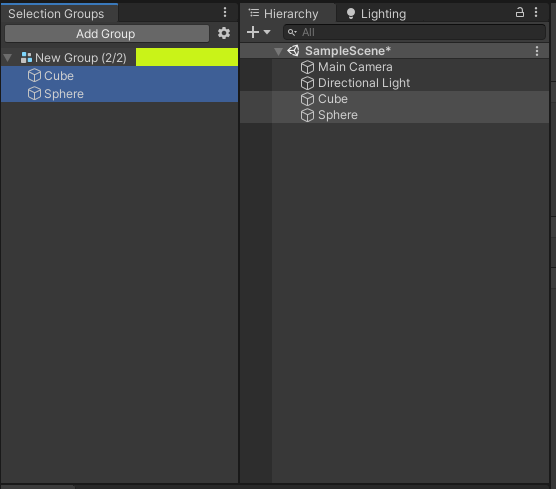 Selection Groups
Add Group
New Group (2/2)
Cube
Sphere
Hierarchy
Lighting
All
SampleScene*
Main Camera
Directional Light
Cube
Sphere